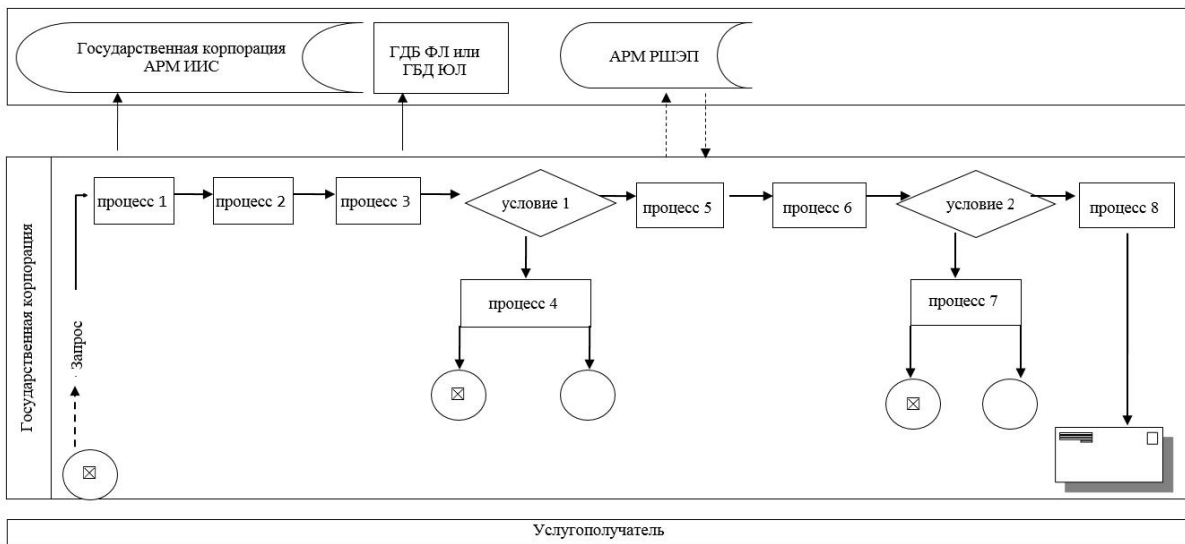 Государственная корпорация
АРМ ИИС
ГДБ ФЛ или
ГБД ЮЛ
АРМ РШЭП
Государственная корпорация
Запрос
процесс 1
процесс 2
процесс 3
условие 1
процесс 5
процесс 6
условие 2
процесс 8
процесс 4
процесс 7
Услугополучатель